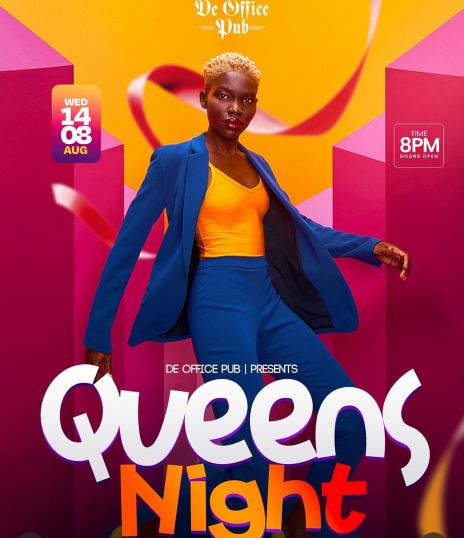 De Office
Pub
WED
14
08
AUG
TIME
8PM
DOORS OPEN
DE OFFICE PUB | PRESENTS
Queens
Night